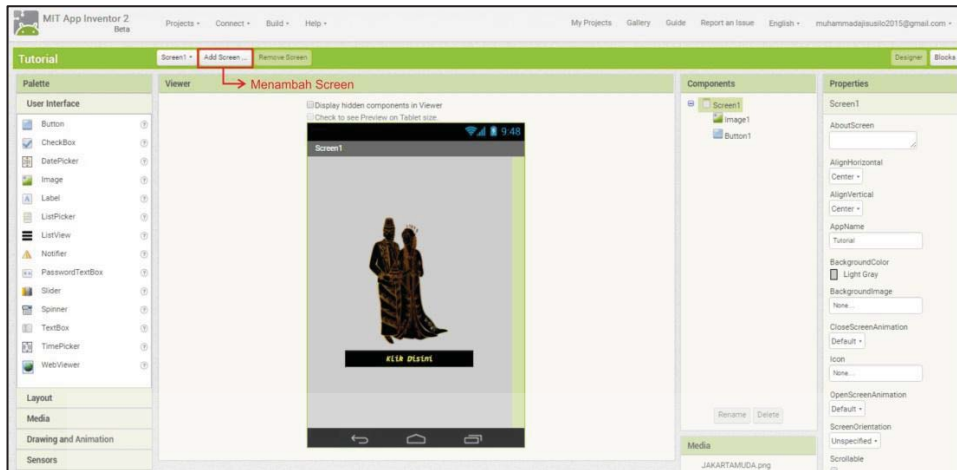 MIT App Inventor 2
Beta
Projects Connect Build Help
My Projects Gallery Guide Report an Issue English muhammadajisusilo2015@gmail.com
Tutorial
Screen1 Add Screen ... Remove Screen
Designer Blocks
Menambah Screen
Palette
User Interface
Button
CheckBox
DatePicker
Image
Label
ListPicker
ListView
Notifier
PasswordTextBox
Slider
Spinner
TextBox
TimePicker
WebViewer
Layout
Media
Drawing and Animation
Sensors
Viewer
Display hidden components in Viewer
Check to see Preview on Tablet size.
9:48
Screen1
Klik Disini
Components
Screen1
Image1
Button1
Rename Delete
Media
JAKARTAMUDA.png
Properties
Screen1
AboutScreen
AlignHorizontal
Center
AlignVertical
Center
AppName
Tutorial
BackgroundColor
Light Gray
BackgroundImage
None...
CloseScreenAnimation
Default
Icon
None...
OpenScreenAnimation
Default
ScreenOrientation
Unspecified
Scrollable